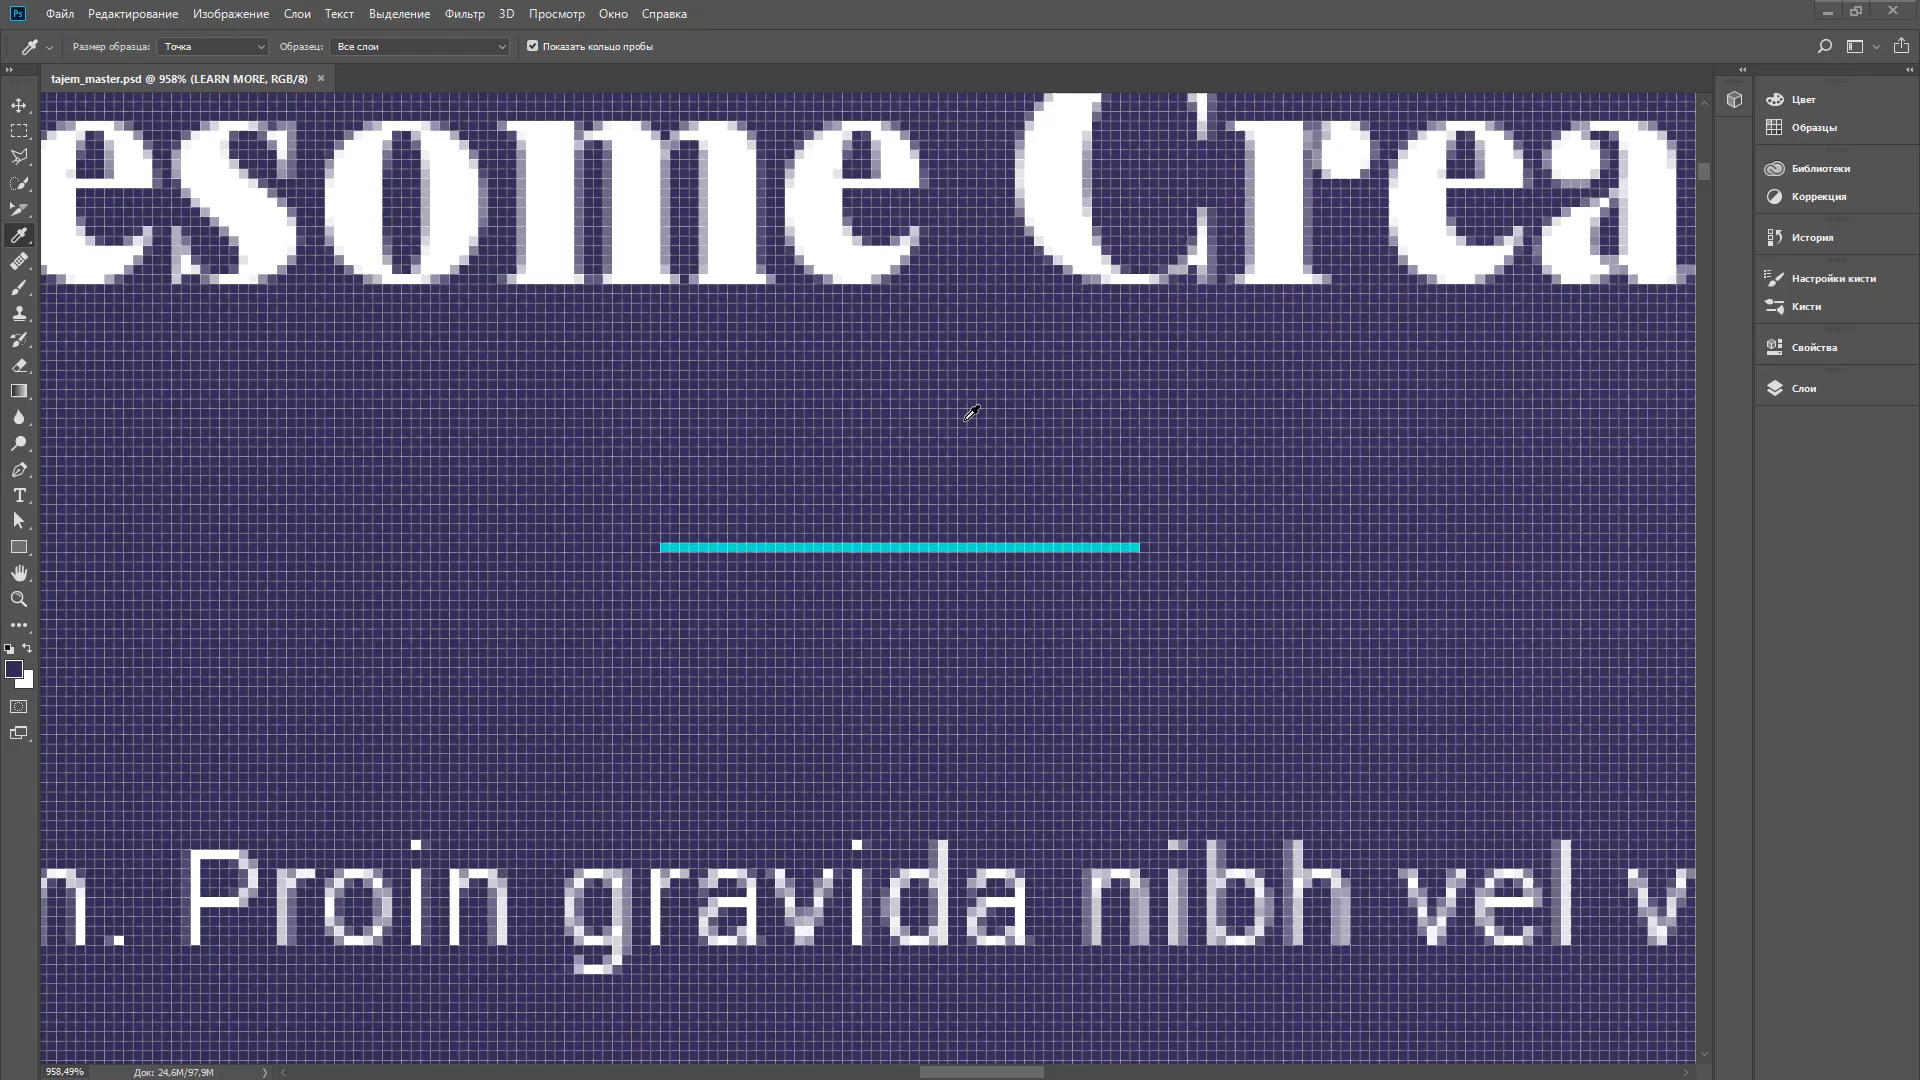 Ps Файл Редактирование Изображение Слои Текст Выделение Фильтр 3D Просмотр Окно Справка
Размер образца: Точка Образец: Все слои Показать кольцо пробы
tajem_master.psd @ 958% (LEARN MORE, RGB/8) ×
esome Crea
n. Proin gravida nibh vel v
Цвет
Образцы
Библиотеки
Коррекция
История
Настройки кисти
Кисти
Свойства
Слои
958,49% Док: 24,6M/97,9M